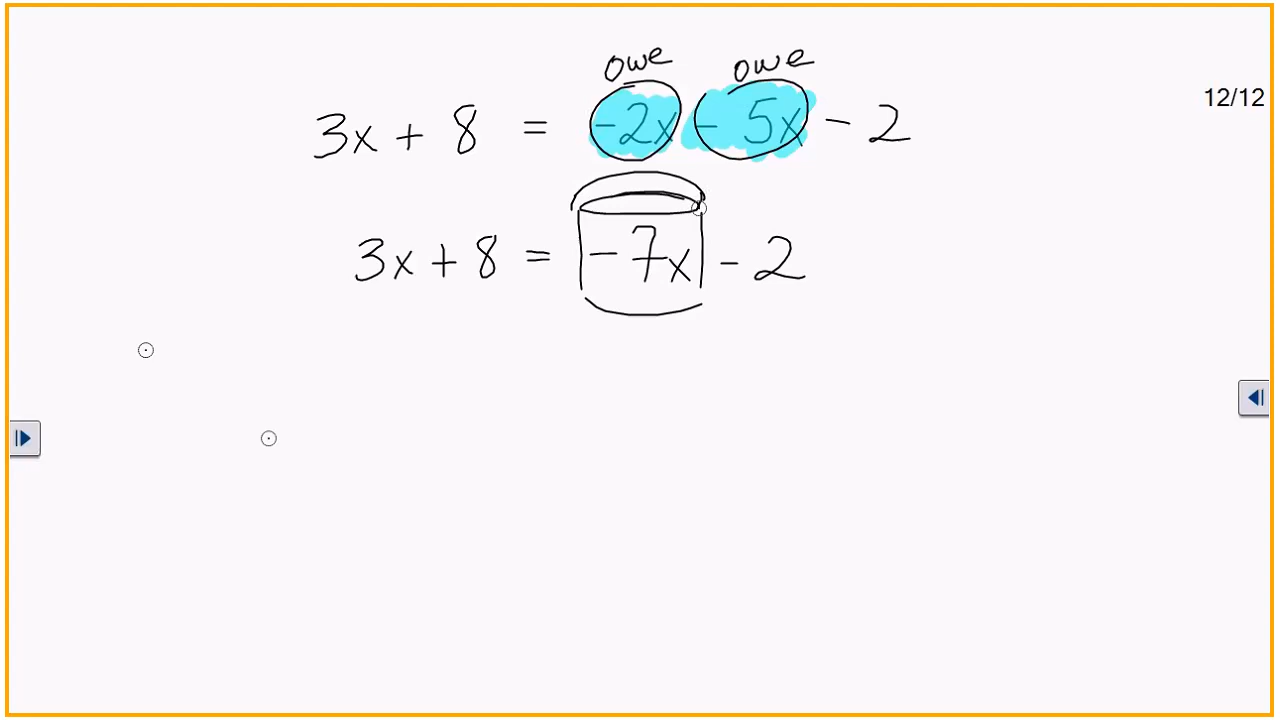 owe owe
12/12
3x + 8 = -2x - 5x - 2
3x + 8 = -7x - 2